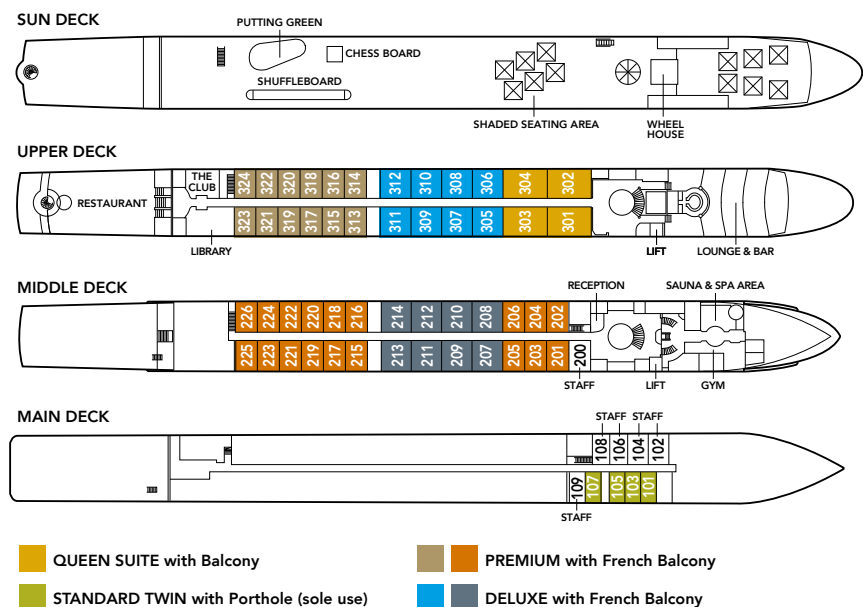 SUN DECK
PUTTING GREEN
CHESS BOARD
SHUFFLEBOARD
SHADED SEATING AREA
WHEEL
HOUSE
UPPER DECK
RESTAURANT
THE
CLUB
324 322 320 318 316 314 312 310 308 306 304 302
323 321 319 317 315 313 311 309 307 305 303 301
LIBRARY
LIFT
LOUNGE & BAR
MIDDLE DECK
RECEPTION
SAUNA & SPA AREA
226 224 222 220 218 216 214 212 210 208 206 204 202
225 223 221 219 217 215 213 211 209 207 205 203 201 200
STAFF
LIFT
GYM
MAIN DECK
STAFF STAFF
108 106 104 102
109 107 105 103 101
STAFF
QUEEN SUITE with Balcony
PREMIUM with French Balcony
STANDARD TWIN with Porthole (sole use)
DELUXE with French Balcony